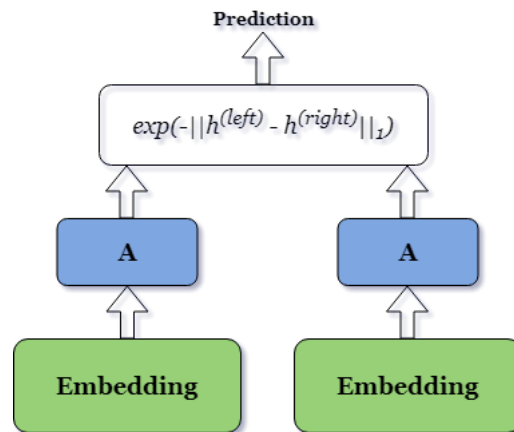 Prediction
exp(-||h^(left) - h^(right)||₁)
A A
Embedding Embedding